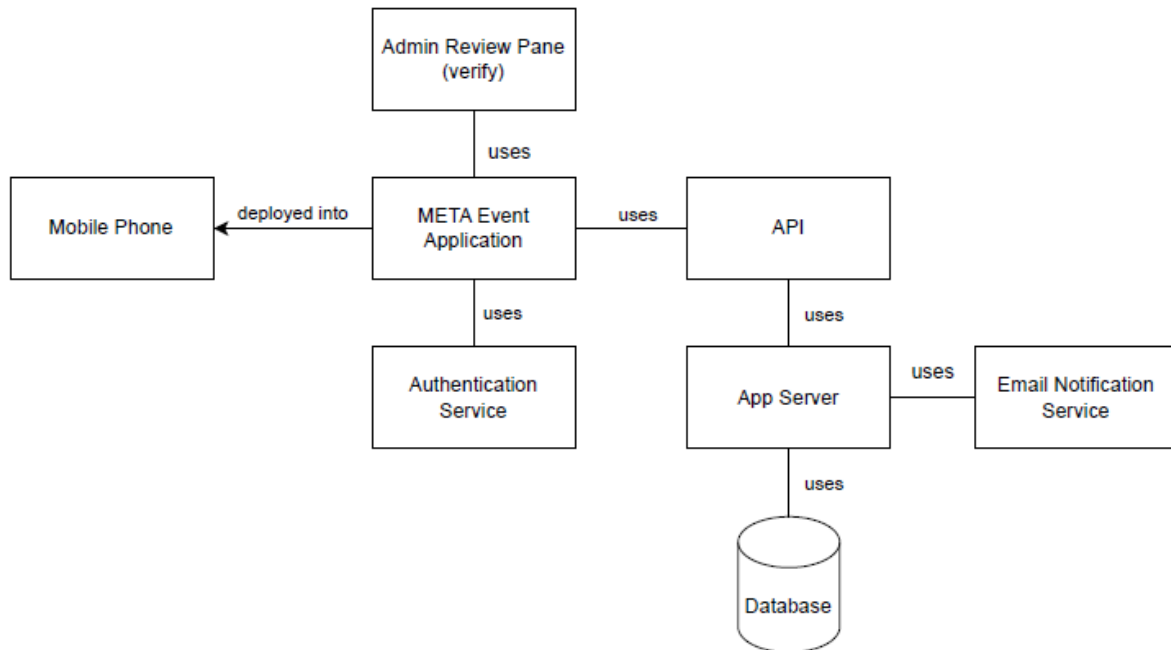 Admin Review Pane
(verify)
uses
Mobile Phone
deployed into
META Event
Application
uses
API
uses
uses
Authentication
Service
App Server
uses
Email Notification
Service
uses
Database